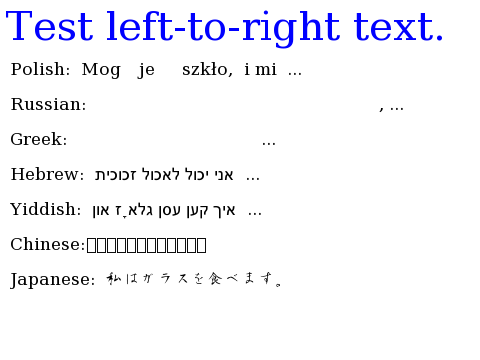 Test left-to-right text.
Polish: Mog je szkło, i mi ...
Russian: , ...
Greek: ...
Hebrew: אני יכול לאכול זכוכית ...
Yiddish: איך קען עסן גלאָז און ...
Chinese:
Japanese: 私はガラスを食べます。